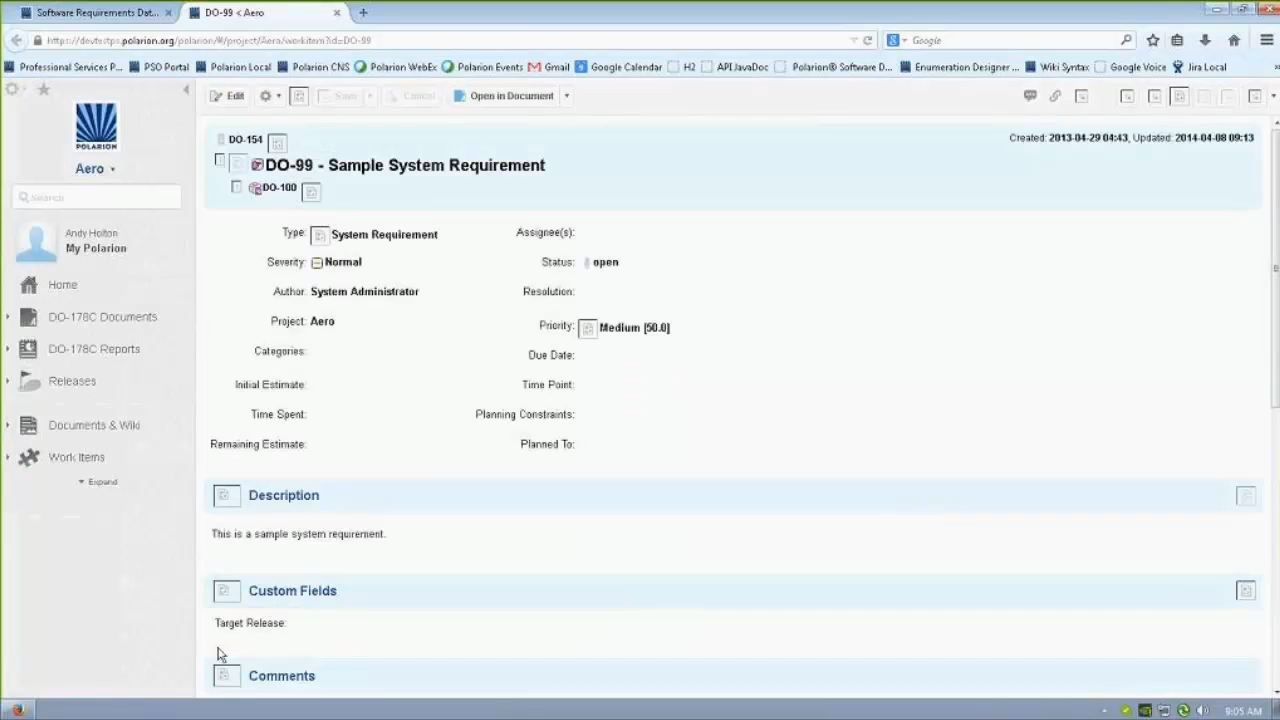 Software Requirements Dat...
DO-99 < Aero
https://devtestps.polarion.org/polarion/#/project/Aero/workitem?id=DO-99
Google
Professional Services P...
PSO Portal
Polarion Local
Polarion CNS
Polarion WebEx
Polarion Events
Gmail
Google Calendar
H2
API JavaDoc
Polarion® Software D...
Enumeration Designer ...
Wiki Syntax
Google Voice
Jira Local
Edit
Save
Cancel
Open in Document
POLARION
Aero
Search
Andy Holton
My Polarion
Home
DO-178C Documents
DO-178C Reports
Releases
Documents & Wiki
Work Items
Expand
DO-154
Created: 2013-04-29 04:43, Updated: 2014-04-08 09:13
DO-99 - Sample System Requirement
DO-100
Type: System Requirement
Assignee(s):
Severity: Normal
Status: open
Author: System Administrator
Resolution:
Project: Aero
Priority: Medium [50.0]
Categories:
Due Date:
Initial Estimate:
Time Point:
Time Spent:
Planning Constraints:
Remaining Estimate:
Planned To:
Description
This is a sample system requirement.
Custom Fields
Target Release:
Comments
9:05 AM